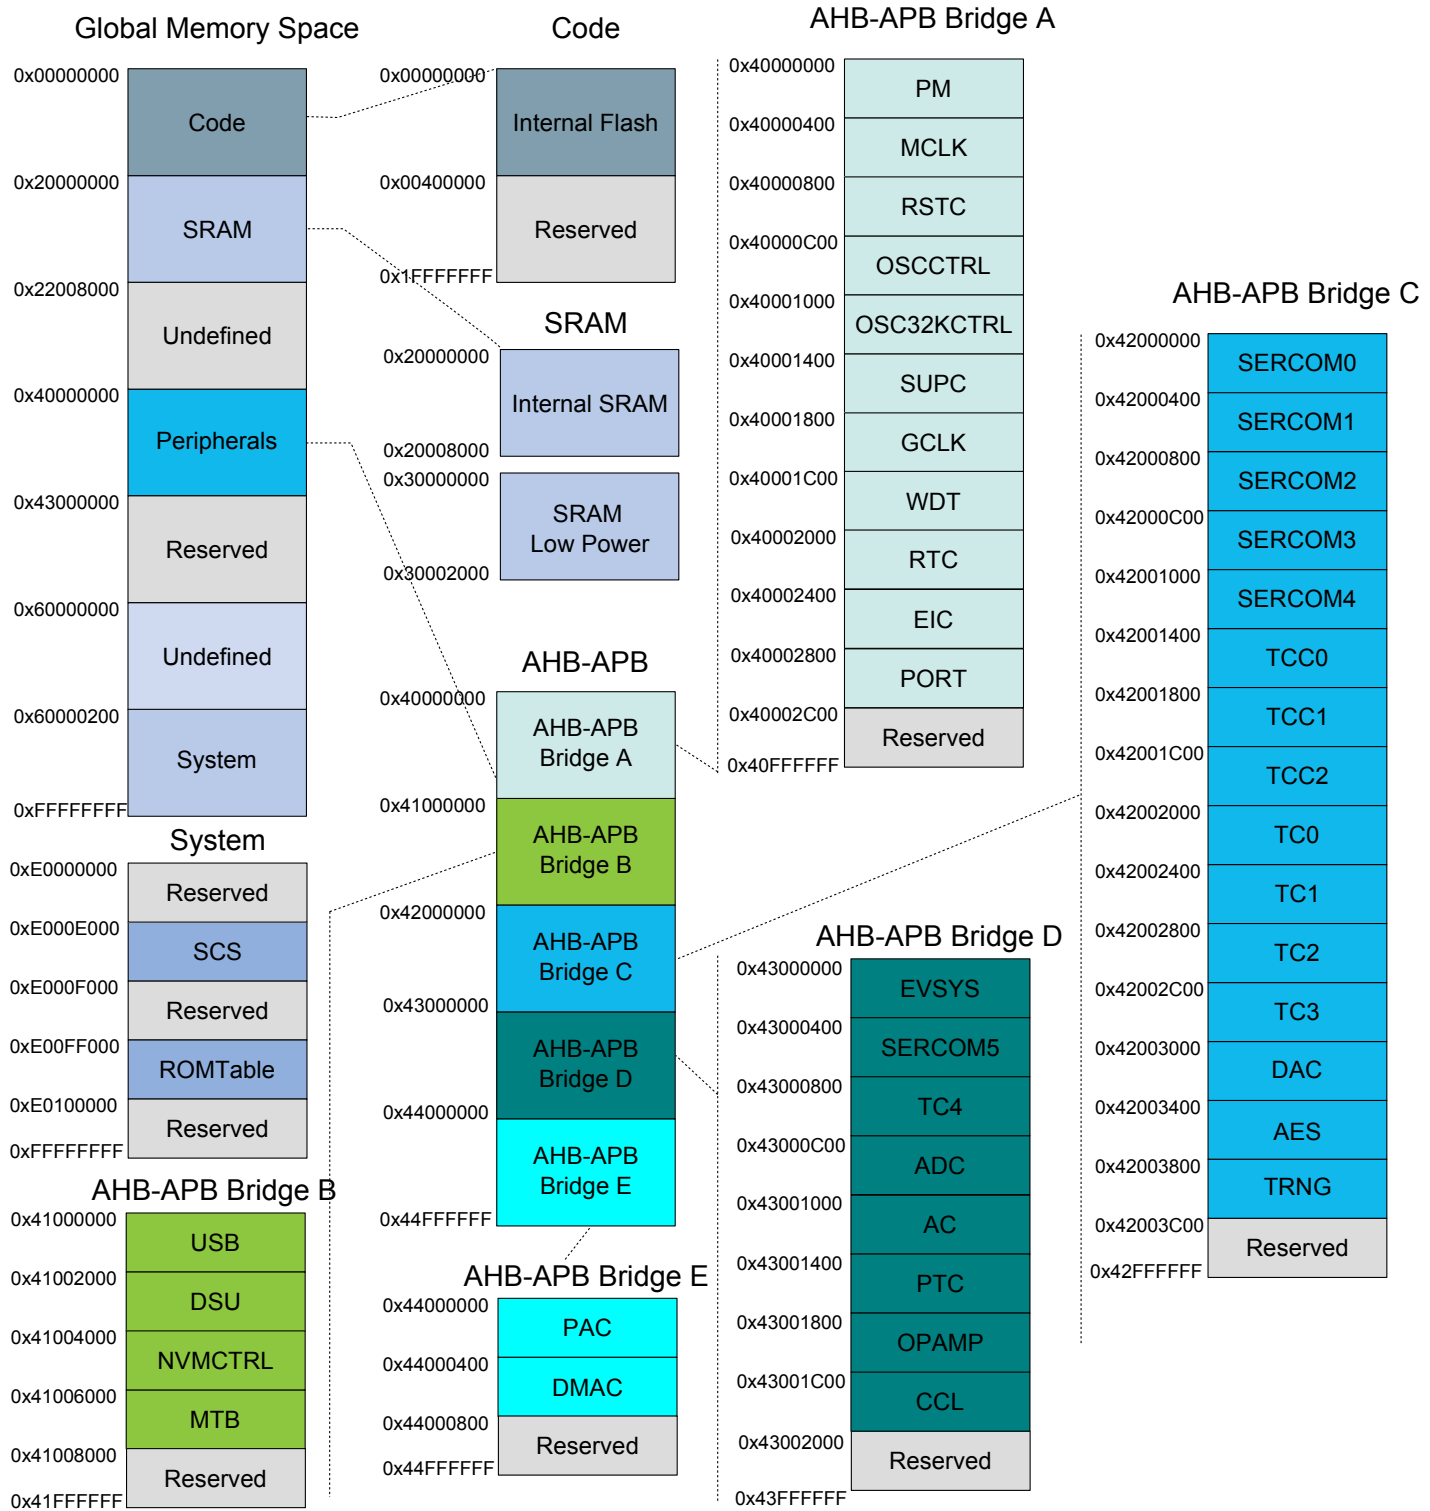 Global Memory Space
0x00000000
Code
0x20000000
SRAM
0x22008000
Undefined
0x40000000
Peripherals
0x43000000
Reserved
0x60000000
Undefined
0x60000200
System
0xFFFFFFFF
System
0xE0000000
Reserved
0xE000E000
SCS
0xE000F000
Reserved
0xE00FF000
ROMTable
0xE0100000
Reserved
0xFFFFFFFF
AHB-APB Bridge B
0x41000000
USB
0x41002000
DSU
0x41004000
NVMCTRL
0x41006000
MTB
0x41008000
Reserved
0x41FFFFFF
Code
0x00000000
Internal Flash
0x00400000
Reserved
0x1FFFFFFF
SRAM
0x20000000
Internal SRAM
0x20008000
0x30000000
SRAM
Low Power
0x30002000
AHB-APB
0x40000000
AHB-APB
Bridge A
0x41000000
AHB-APB
Bridge B
0x42000000
AHB-APB
Bridge C
0x43000000
AHB-APB
Bridge D
0x44000000
AHB-APB
Bridge E
0x44FFFFFF
AHB-APB Bridge E
0x44000000
PAC
0x44000400
DMAC
0x44000800
Reserved
0x44FFFFFF
AHB-APB Bridge A
0x40000000
PM
0x40000400
MCLK
0x40000800
RSTC
0x40000C00
OSCCTRL
0x40001000
OSC32KCTRL
0x40001400
SUPC
0x40001800
GCLK
0x40001C00
WDT
0x40002000
RTC
0x40002400
EIC
0x40002800
PORT
0x40002C00
Reserved
0x40FFFFFF
AHB-APB Bridge D
0x43000000
EVSYS
0x43000400
SERCOM5
0x43000800
TC4
0x43000C00
ADC
0x43001000
AC
0x43001400
PTC
0x43001800
OPAMP
0x43001C00
CCL
0x43002000
Reserved
0x43FFFFFF
AHB-APB Bridge C
0x42000000
SERCOM0
0x42000400
SERCOM1
0x42000800
SERCOM2
0x42000C00
SERCOM3
0x42001000
SERCOM4
0x42001400
TCC0
0x42001800
TCC1
0x42001C00
TCC2
0x42002000
TC0
0x42002400
TC1
0x42002800
TC2
0x42002C00
TC3
0x42003000
DAC
0x42003400
AES
0x42003800
TRNG
0x42003C00
Reserved
0x42FFFFFF